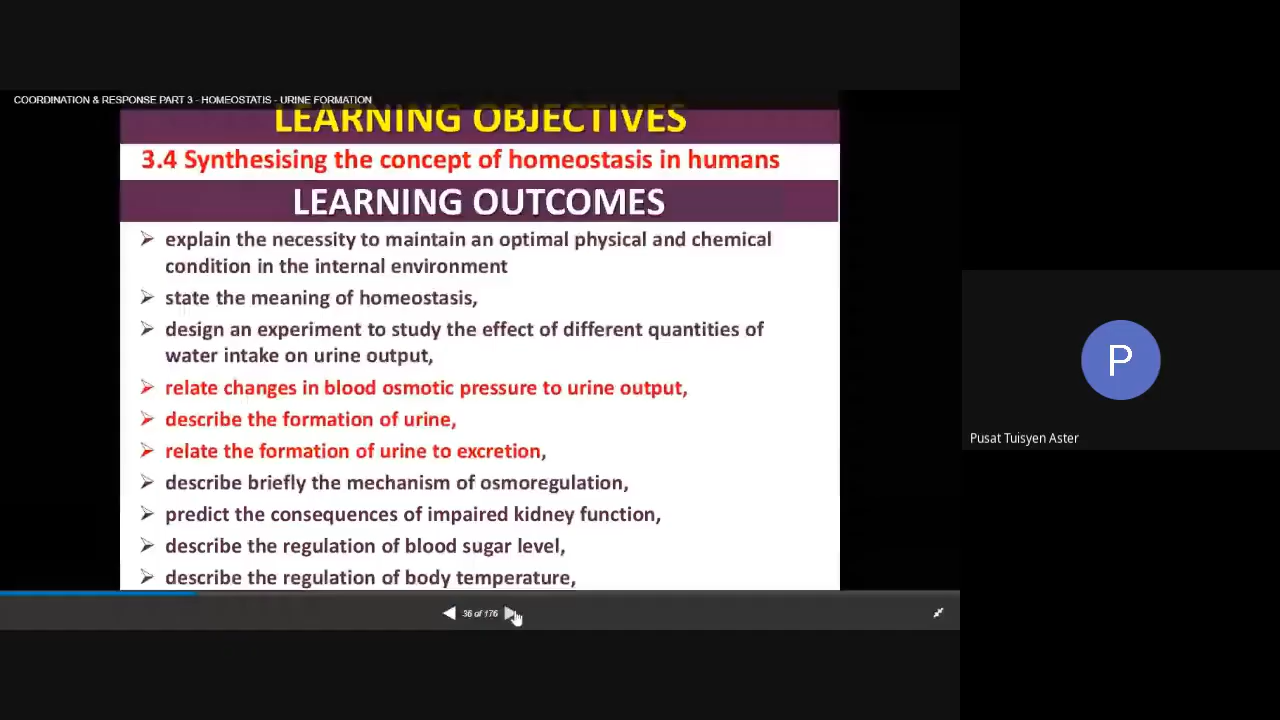 COORDINATION & RESPONSE PART 3 - HOMEOSTATIS - URINE FORMATION
LEARNING OBJECTIVES
3.4 Synthesising the concept of homeostasis in humans
LEARNING OUTCOMES
➢ explain the necessity to maintain an optimal physical and chemical
condition in the internal environment
➢ state the meaning of homeostasis,
➢ design an experiment to study the effect of different quantities of
water intake on urine output,
➢ relate changes in blood osmotic pressure to urine output,
➢ describe the formation of urine,
➢ relate the formation of urine to excretion,
➢ describe briefly the mechanism of osmoregulation,
➢ predict the consequences of impaired kidney function,
➢ describe the regulation of blood sugar level,
➢ describe the regulation of body temperature,
36 of 176
P
Pusat Tuisyen Aster